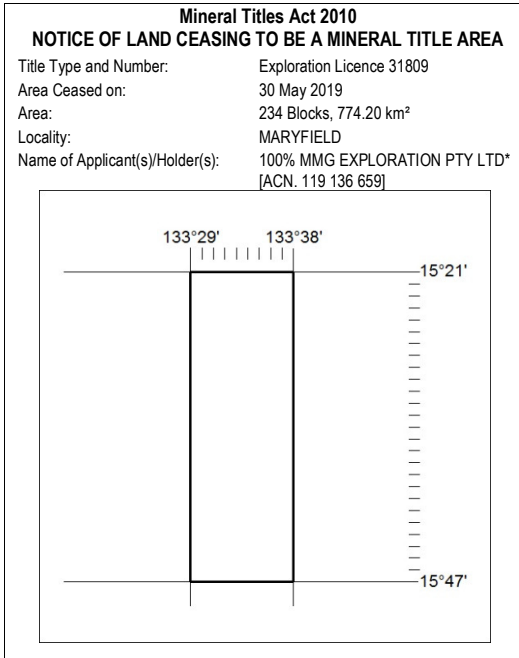 Mineral Titles Act 2010
NOTICE OF LAND CEASING TO BE A MINERAL TITLE AREA
Title Type and Number: Exploration Licence 31809
Area Ceased on: 30 May 2019
Area: 234 Blocks, 774.20 km²
Locality: MARYFIELD
Name of Applicant(s)/Holder(s): 100% MMG EXPLORATION PTY LTD*
[ACN. 119 136 659]
133°29' 133°38'
15°21'
15°47'